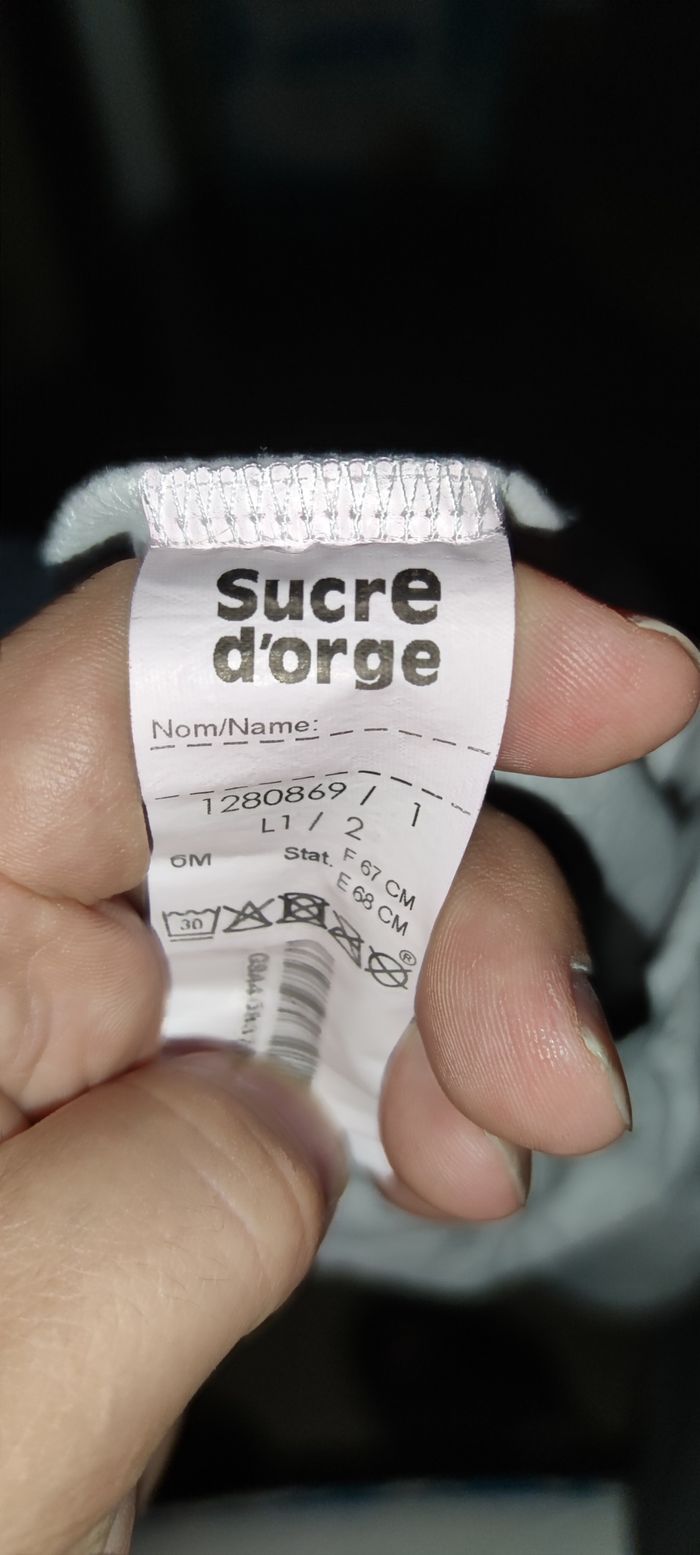 Sucre
d'orge
Nom/Name:
1280869 / 1
L1 / 2
6M Stat. F 67 CM
E 68 CM
30
®